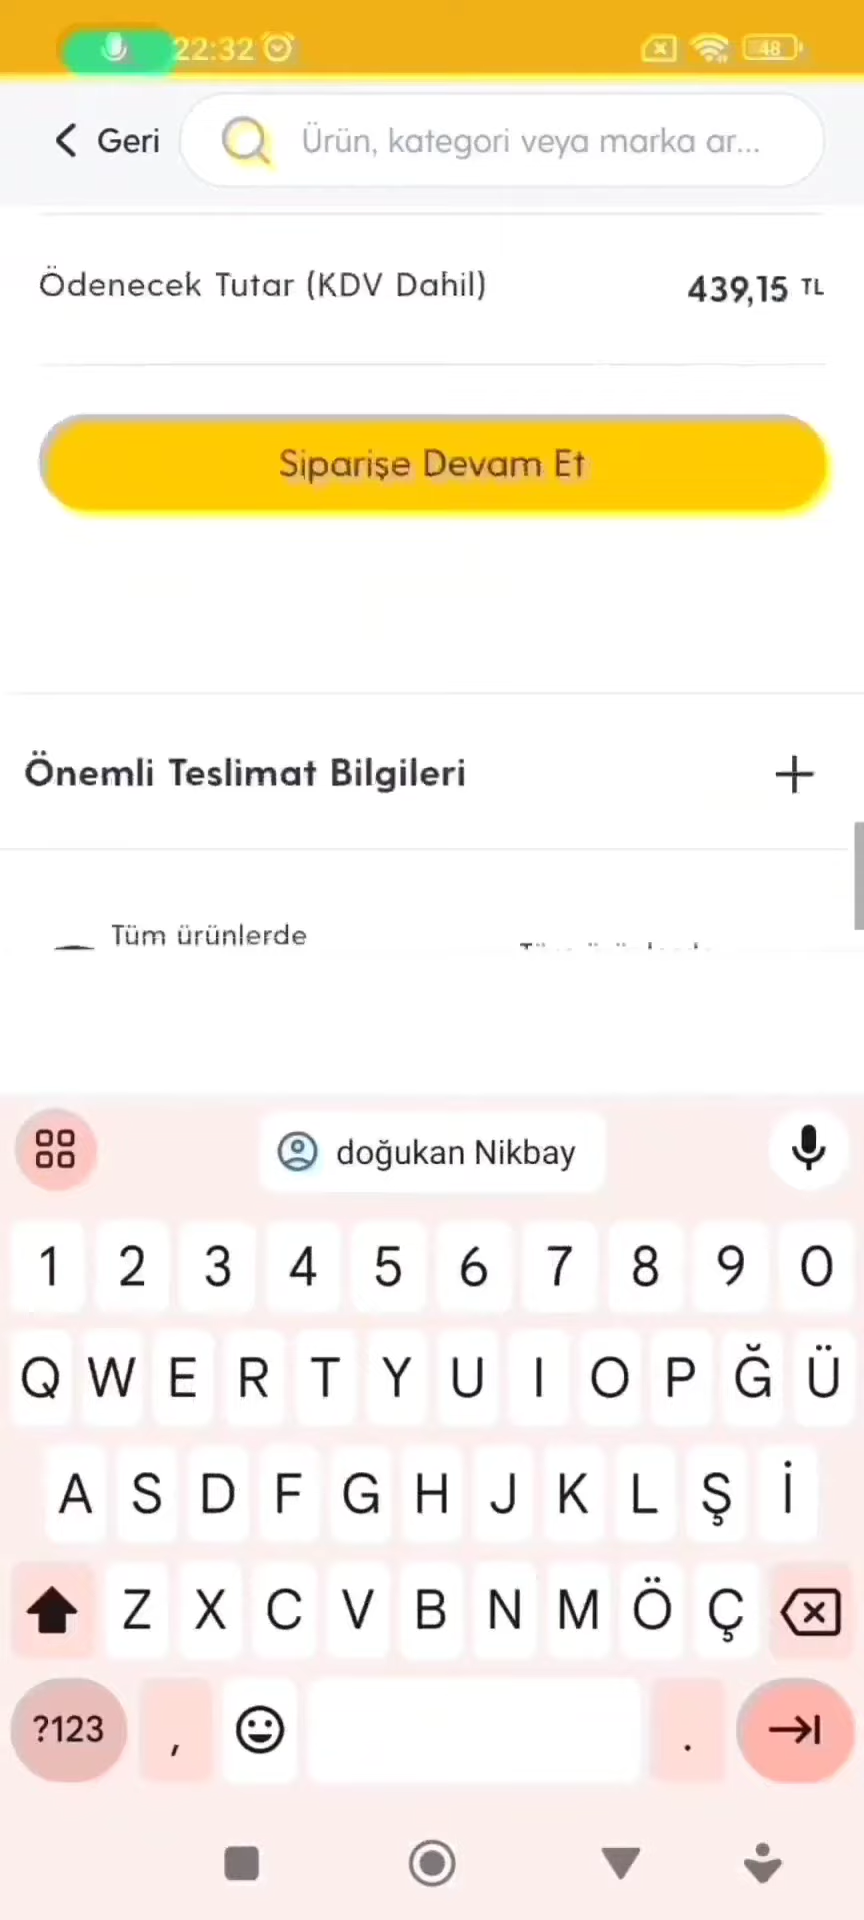 22:32
48
Geri
Ürün, kategori veya marka ar...
Ödenecek Tutar (KDV Dahil) 439,15 TL
Siparişe Devam Et
Önemli Teslimat Bilgileri
Tüm ürünlerde
doğukan Nikbay
1 2 3 4 5 6 7 8 9 0
Q W E R T Y U I O P Ğ Ü
A S D F G H J K L Ş İ
Z X C V B N M Ö Ç
?123 , .